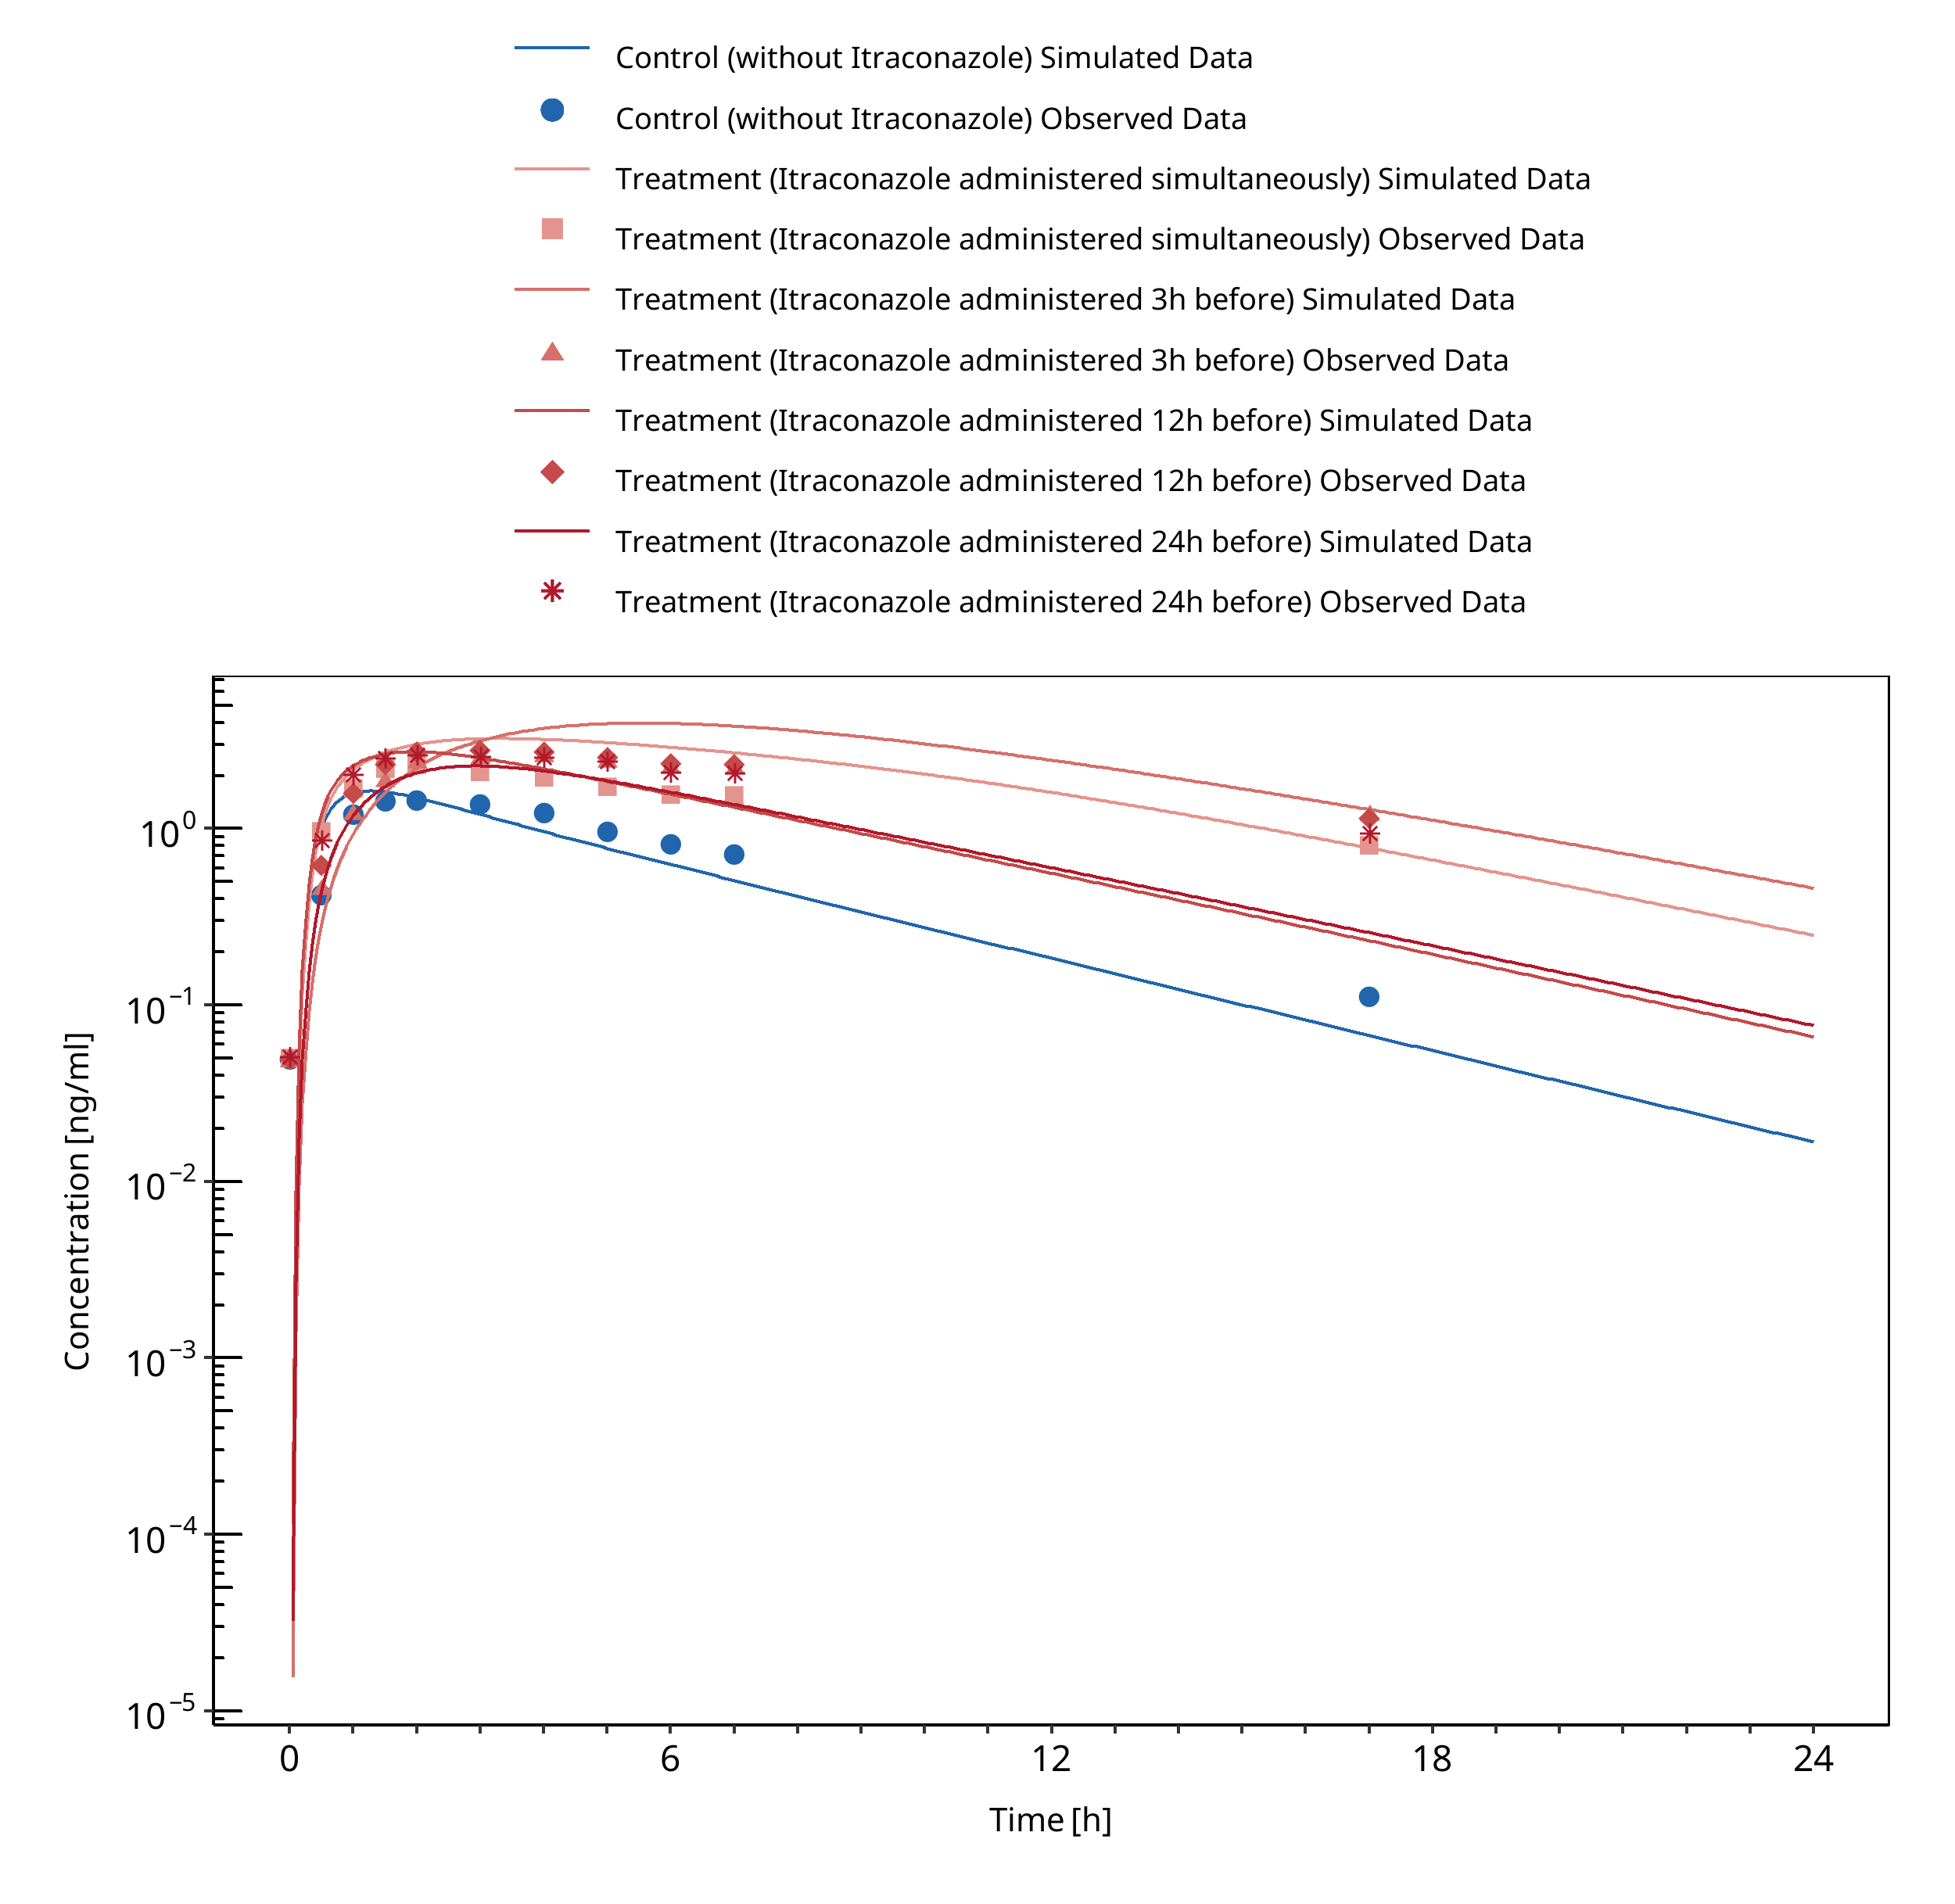 Control (without Itraconazole) Simulated Data
Control (without Itraconazole) Observed Data
Treatment (Itraconazole administered simultaneously) Simulated Data
Treatment (Itraconazole administered simultaneously) Observed Data
Treatment (Itraconazole administered 3h before) Simulated Data
Treatment (Itraconazole administered 3h before) Observed Data
Treatment (Itraconazole administered 12h before) Simulated Data
Treatment (Itraconazole administered 12h before) Observed Data
Treatment (Itraconazole administered 24h before) Simulated Data
Treatment (Itraconazole administered 24h before) Observed Data
Concentration [ng/ml]
10⁰
10⁻¹
10⁻²
10⁻³
10⁻⁴
10⁻⁵
0 6 12 18 24
Time [h]